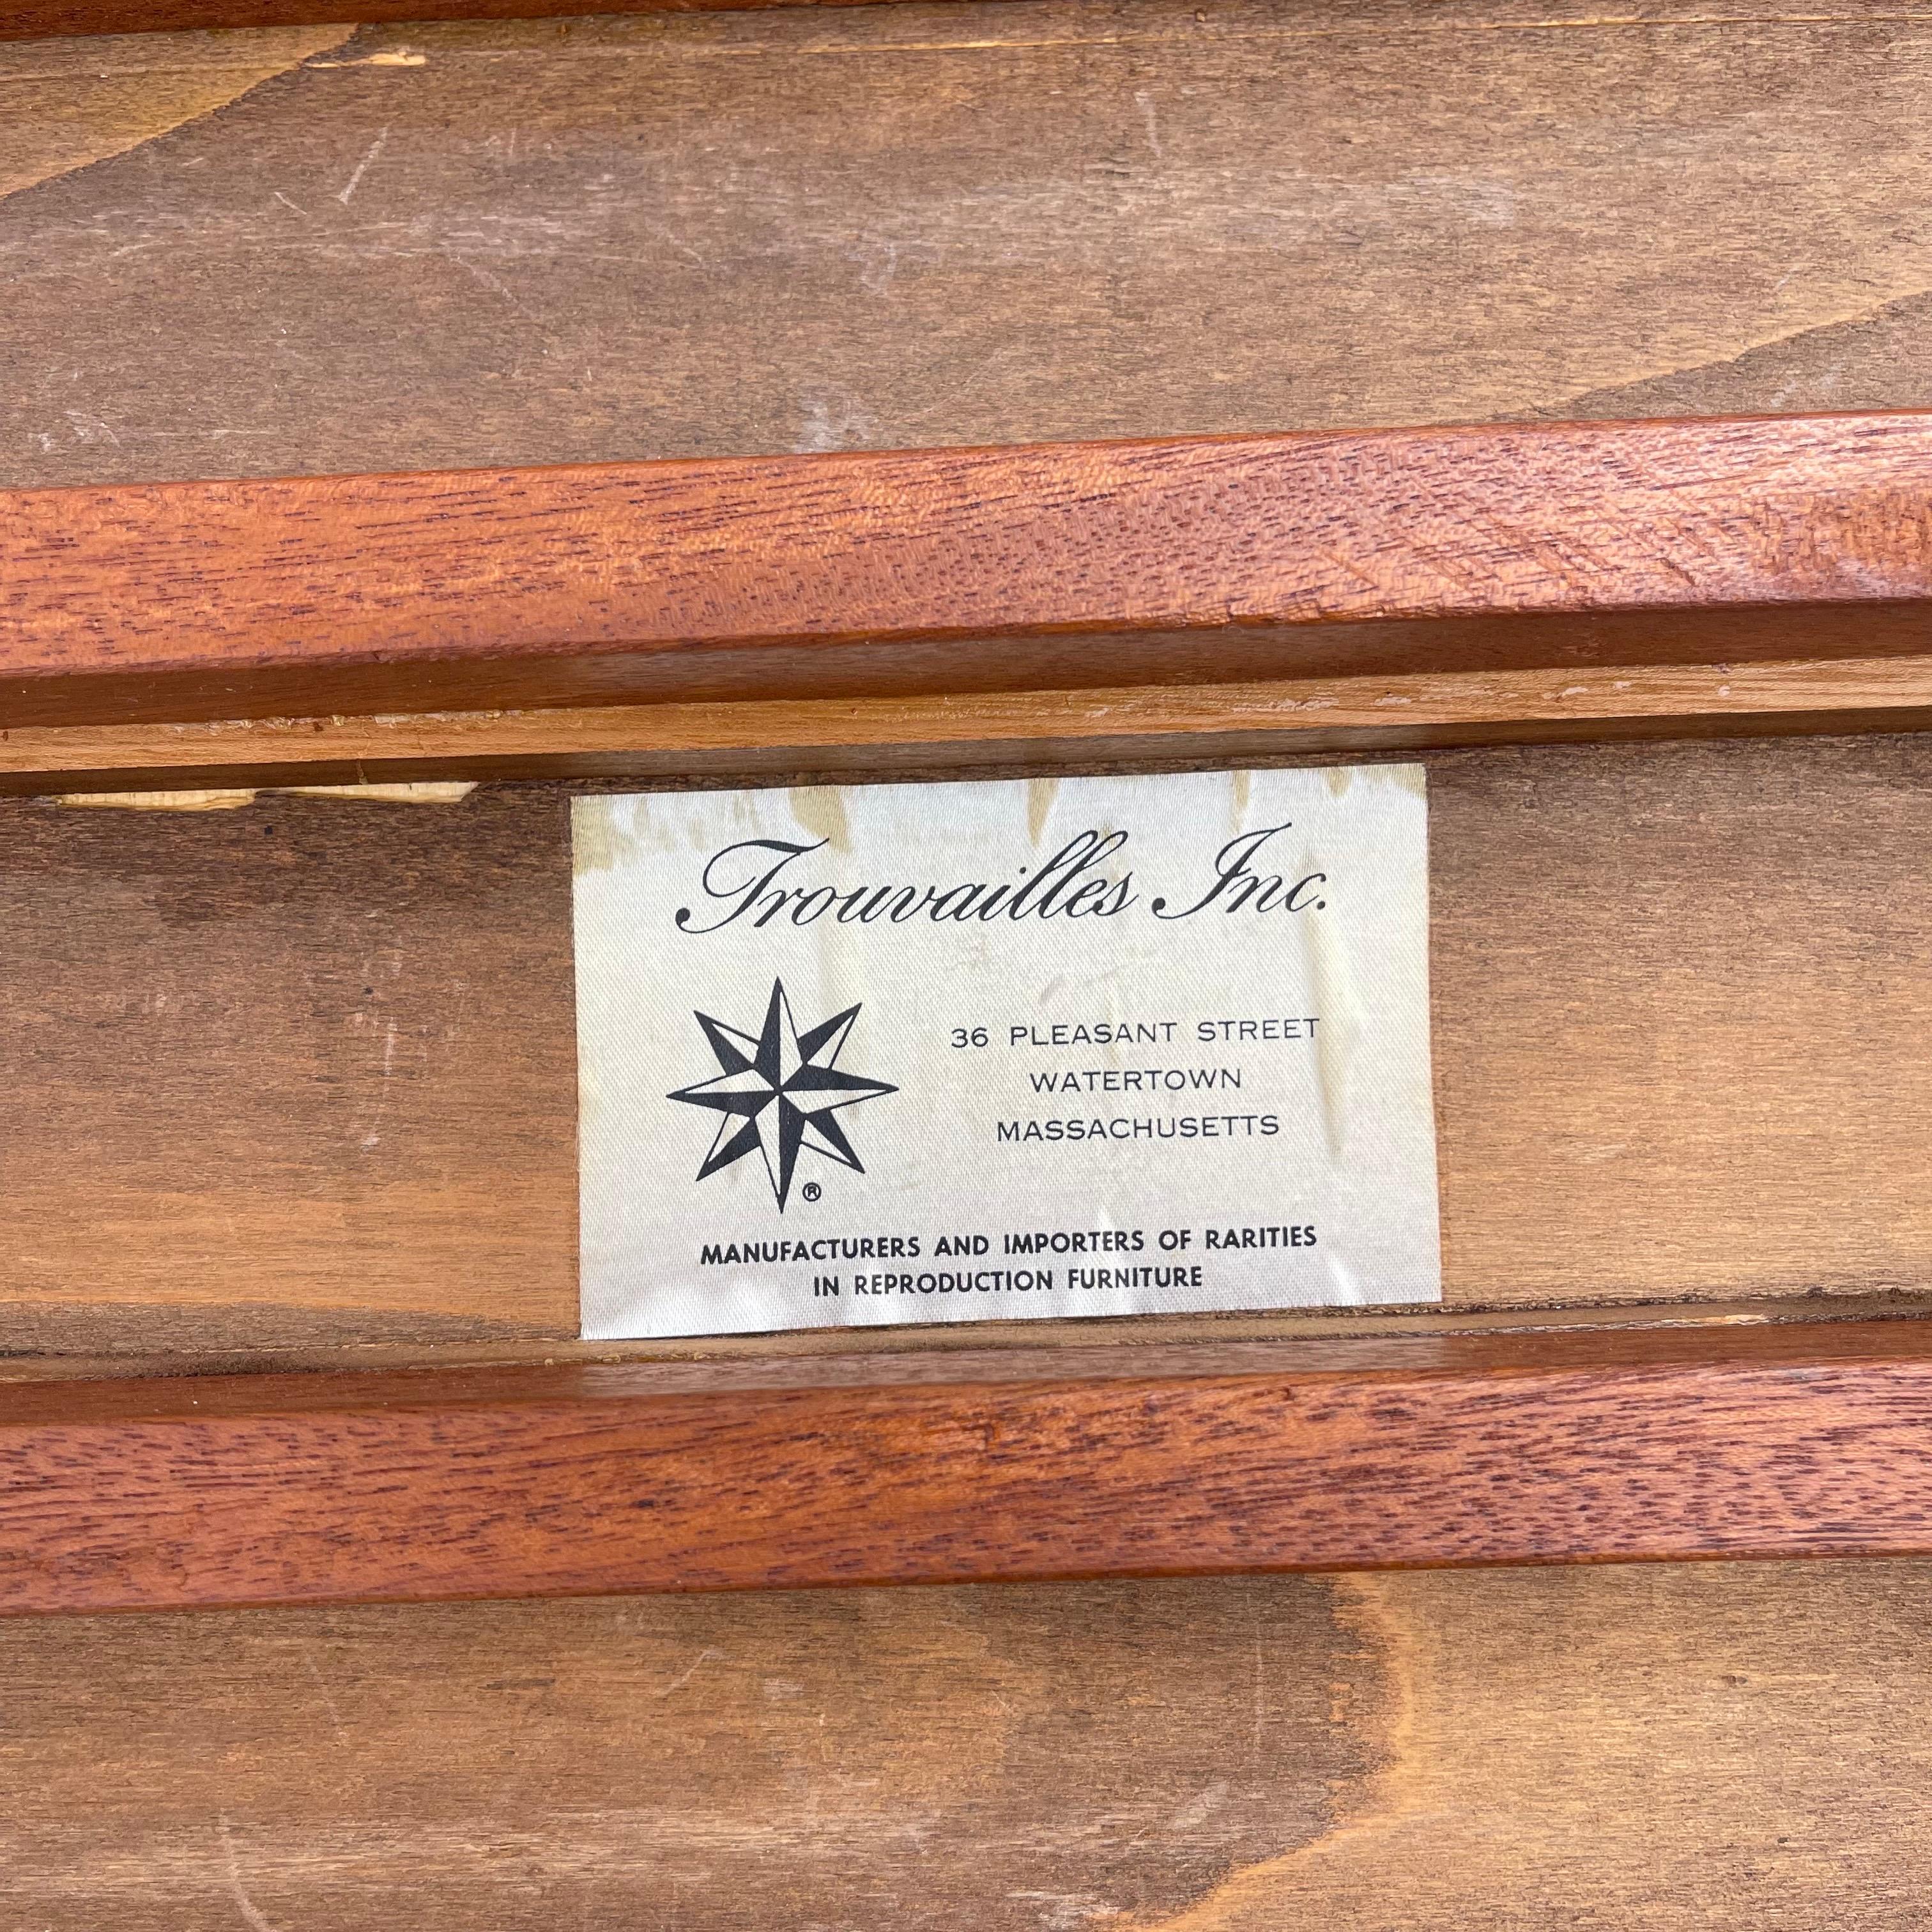 Trouvailles Inc.
36 PLEASANT STREET
WATERTOWN
MASSACHUSETTS
®
MANUFACTURERS AND IMPORTERS OF RARITIES
IN REPRODUCTION FURNITURE